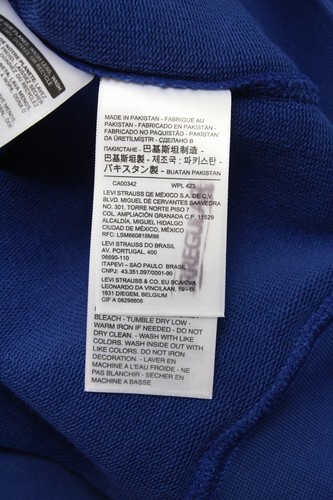 MADE IN PAKISTAN - FABRIQUE AU
PAKISTAN - FABRICADO EN PAKISTÁN -
FABRICADO NO PAQUISTÃO - PAKISTAN'
DA ÜRETİLMİŞTİR - СДЕЛАНО В
ПАКИСТАНЕ - 巴基斯坦制造 -
巴基斯坦製 - 제조국 : 파키스탄 -
パキスタン製 - BUATAN PAKISTAN
CA00342 WPL 423
LEVI STRAUSS DE MÉXICO S.A. DE C.V.
BLVD. MIGUEL DE CERVANTES SAAVEDRA
NO. 301, TORRE NORTE PISO 7
COL. AMPLIACIÓN GRANADA C.P. 11529
ALCALDÍA, MIGUEL HIDALGO
CIUDAD DE MÉXICO, MÉXICO
RFC: LSM660818M98
LEVI STRAUSS DO BRASIL
AV. PORTUGAL, 400
06690-110
ITAPEVI – SAO PAULO BRASIL
CNPJ: 43.351.097/0001-90
LEVI STRAUSS & CO. EU SCA/CVA
LEONARDO DA VINCILAAN, 19 - D
1831 DIEGEM, BELGIUM
CIF A 08298606
BLEACH - TUMBLE DRY LOW -
WARM IRON IF NEEDED - DO NOT
DRY CLEAN. - WASH WITH LIKE
COLORS. WASH INSIDE OUT WITH
LIKE COLORS. DO NOT IRON
DECORATION. - LAVER EN
MACHINE A L'EAU FROIDE - NE
PAS BLANCHIR - SECHER EN
MACHINE A BASSE